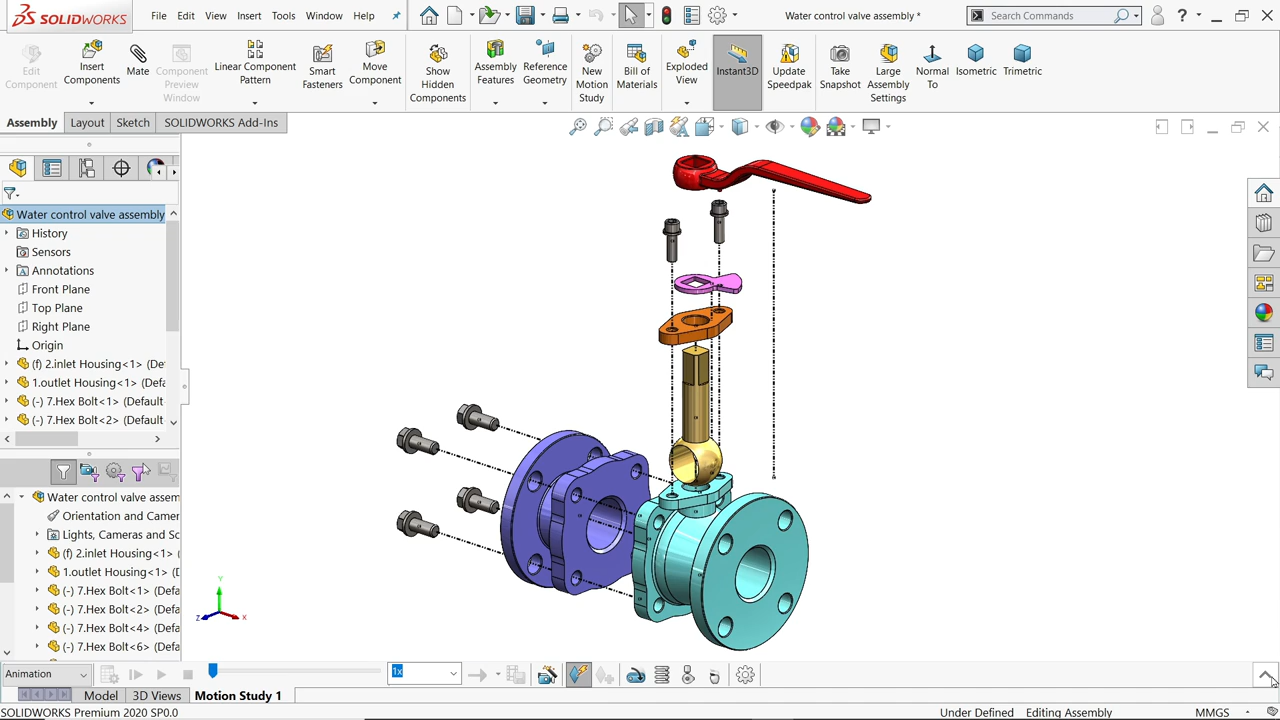 SOLIDWORKS File Edit View Insert Tools Window Help Water control valve assembly * Search Commands ?
Edit Component
Insert Components
Mate
Component Preview Window
Linear Component Pattern
Smart Fasteners
Move Component
Show Hidden Components
Assembly Features
Reference Geometry
New Motion Study
Bill of Materials
Exploded View
Instant3D
Update Speedpak
Take Snapshot
Large Assembly Settings
Normal To
Isometric
Trimetric
Assembly Layout Sketch SOLIDWORKS Add-Ins
Water control valve assembly
History
Sensors
Annotations
Front Plane
Top Plane
Right Plane
Origin
(f) 2.inlet Housing<1> (De
1.outlet Housing<1> (Defa
(-) 7.Hex Bolt<1> (Default
(-) 7.Hex Bolt<2> (Default
Water control valve assem
Orientation and Camer
Lights, Cameras and Sc
(f) 2.inlet Housing<1> (
1.outlet Housing<1> (D
(-) 7.Hex Bolt<1> (Defa
(-) 7.Hex Bolt<2> (Defa
(-) 7.Hex Bolt<4> (Defa
(-) 7.Hex Bolt<6> (Defa
Y
Z X
Animation 1x
Model 3D Views Motion Study 1
SOLIDWORKS Premium 2020 SP0.0 Under Defined Editing Assembly MMGS